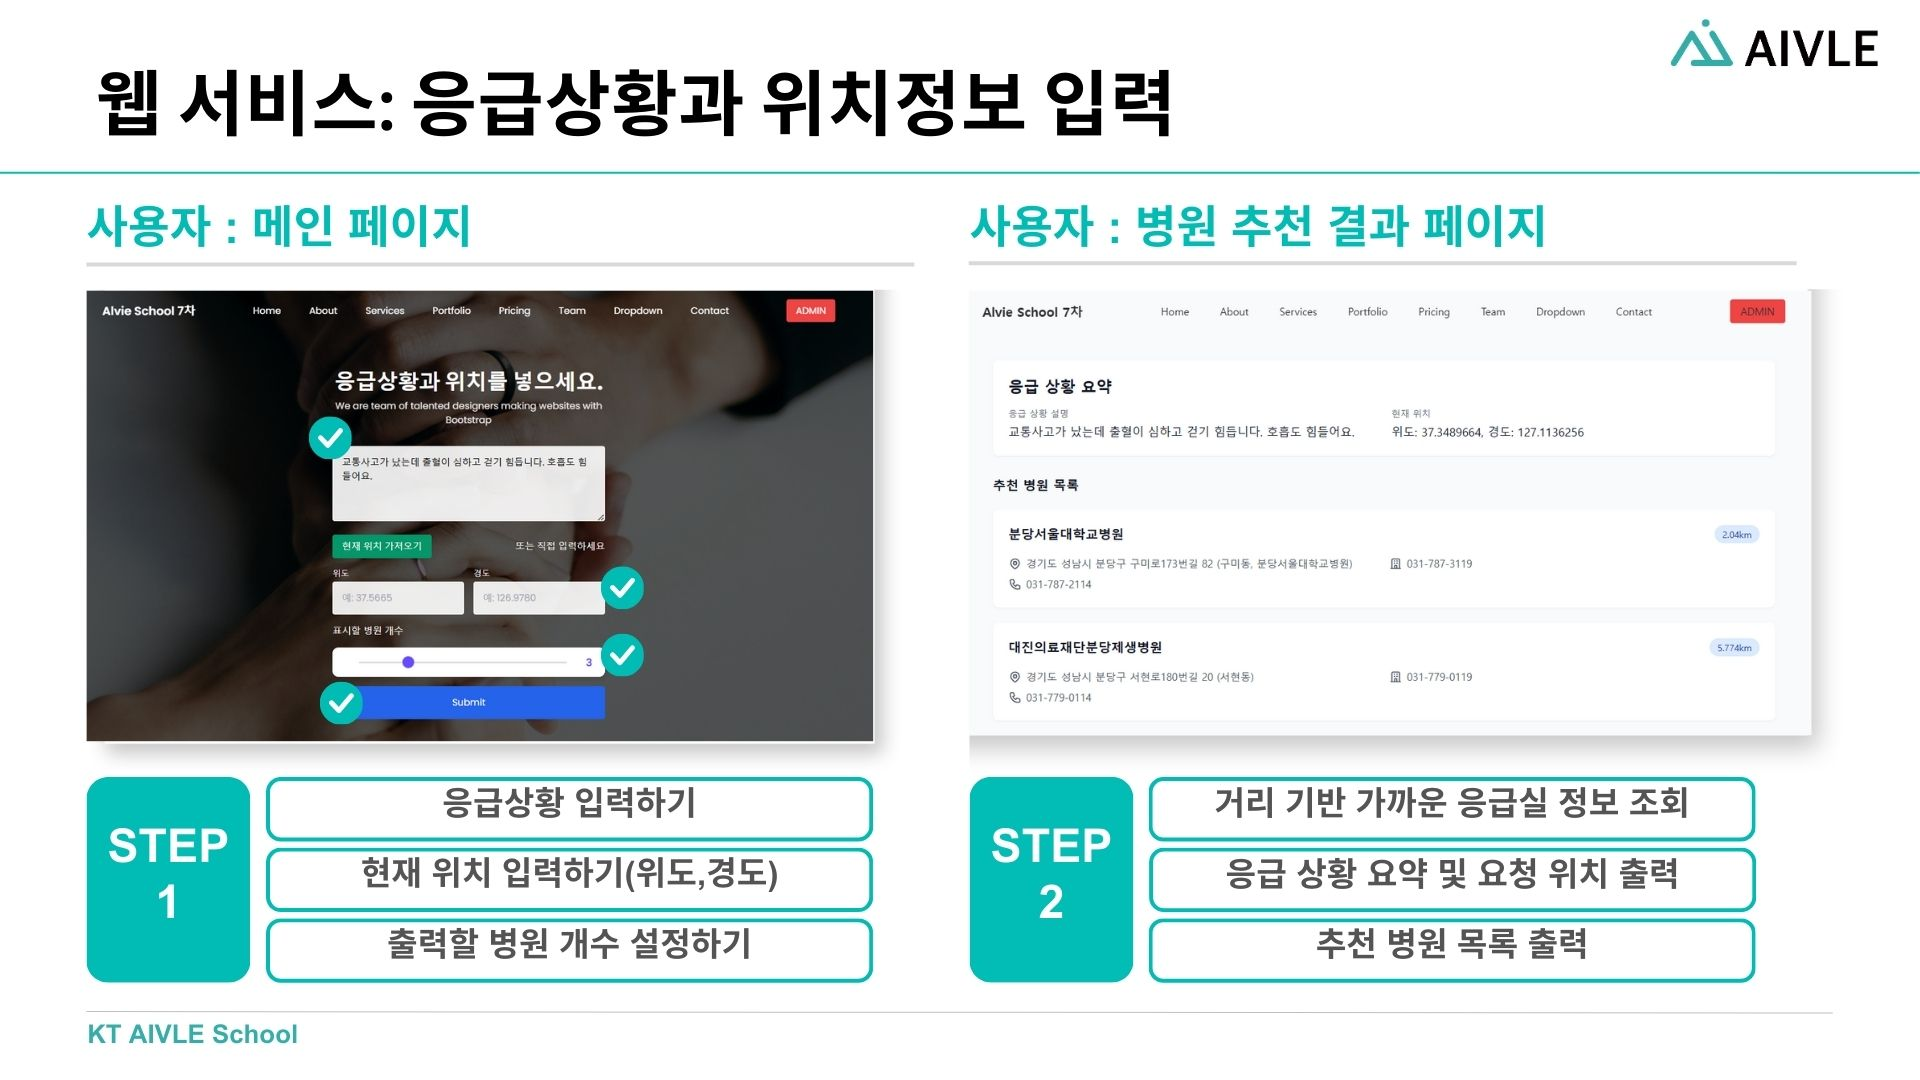 AIVLE
웹 서비스: 응급상황과 위치정보 입력
사용자 : 메인 페이지
Alvie School 7차 Home About Services Portfolio Pricing Team Dropdown Contact ADMIN
응급상황과 위치를 넣으세요.
We are team of talented designers making websites with
Bootstrap
교통사고가 났는데 출혈이 심하고 걷기 힘듭니다. 호흡도 힘
들어요.
현재 위치 가져오기 또는 직접 입력하세요
위도 경도
예: 37.5665 예: 126.9780
표시할 병원 개수
3
Submit
STEP
1
응급상황 입력하기
현재 위치 입력하기(위도,경도)
출력할 병원 개수 설정하기
사용자 : 병원 추천 결과 페이지
Alvie School 7차 Home About Services Portfolio Pricing Team Dropdown Contact ADMIN
응급 상황 요약
응급 상황 설명 현재 위치
교통사고가 났는데 출혈이 심하고 걷기 힘듭니다. 호흡도 힘들어요. 위도: 37.3489664, 경도: 127.1136256
추천 병원 목록
분당서울대학교병원 2.04km
경기도 성남시 분당구 구미로173번길 82 (구미동, 분당서울대학교병원) 031-787-3119
031-787-2114
대진의료재단분당제생병원 5.774km
경기도 성남시 분당구 서현로180번길 20 (서현동) 031-779-0119
031-779-0114
STEP
2
거리 기반 가까운 응급실 정보 조회
응급 상황 요약 및 요청 위치 출력
추천 병원 목록 출력
KT AIVLE School